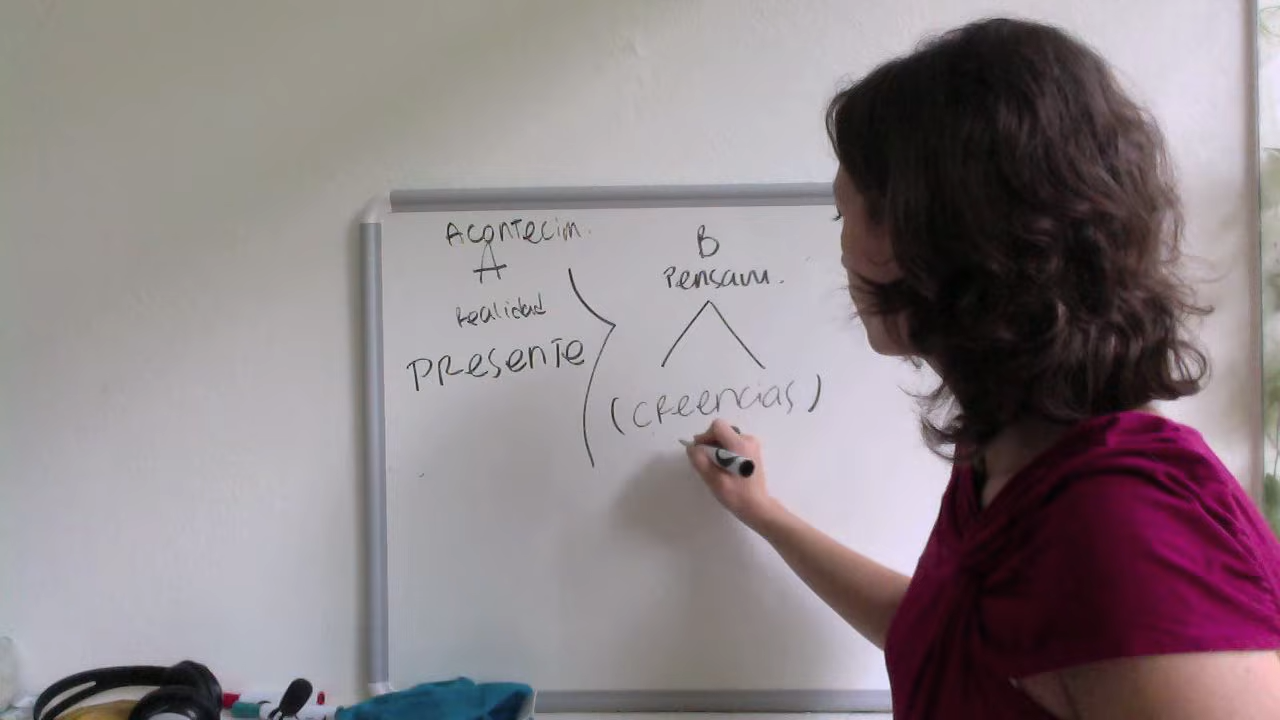 Acontecim.
A
Realidad
PRESENTE
B
Pensam.
(CREENCIAS)